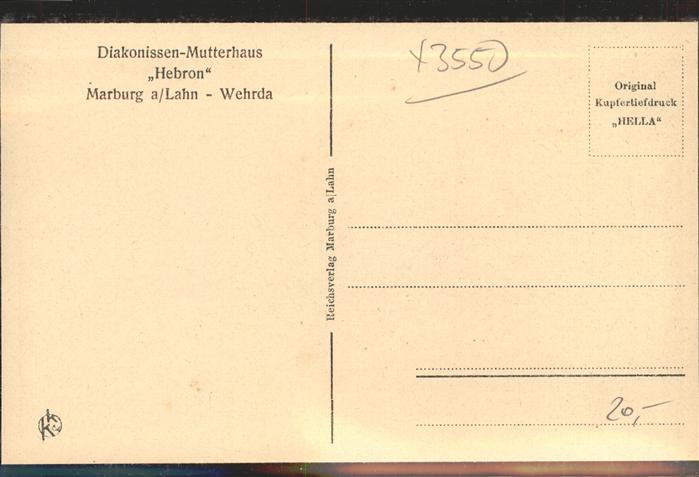 Diakonissen-Mutterhaus
„Hebron“
Marburg a/Lahn - Wehrda
Reichsverlag Marburg a/Lahn
x3550
Original
Kupfertiefdruck
„HELLA“
20,-